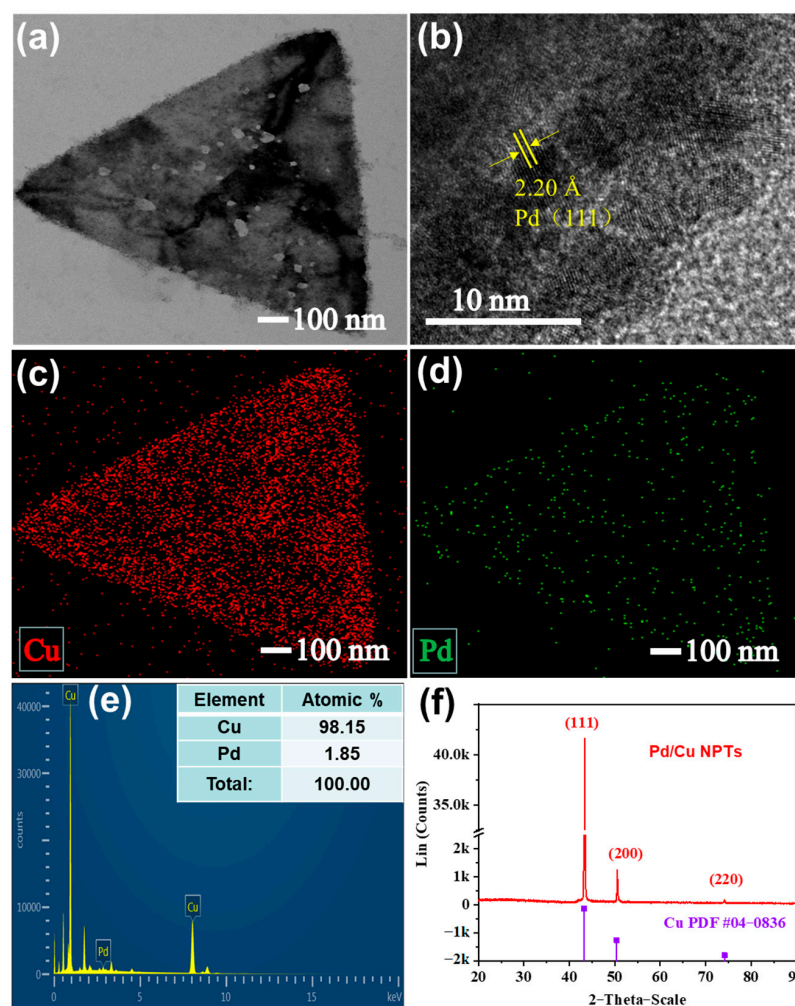 (a)
100 nm
(b)
2.20 Å
Pd（111）
10 nm
(c)
Cu
100 nm
(d)
Pd
100 nm
(e)
Element Atomic %
Cu 98.15
Pd 1.85
Total: 100.00
Cu
40000
30000
counts
20000
10000
0
Pd
Cu
0 5 10 15 keV
(f)
(111)
Pd/Cu NPTs
40.0k
35.0k
Lin (Counts)
2k
(200)
1k
(220)
0
Cu PDF #04−0836
−1k
−2k
20 30 40 50 60 70 80 90
2−Theta−Scale